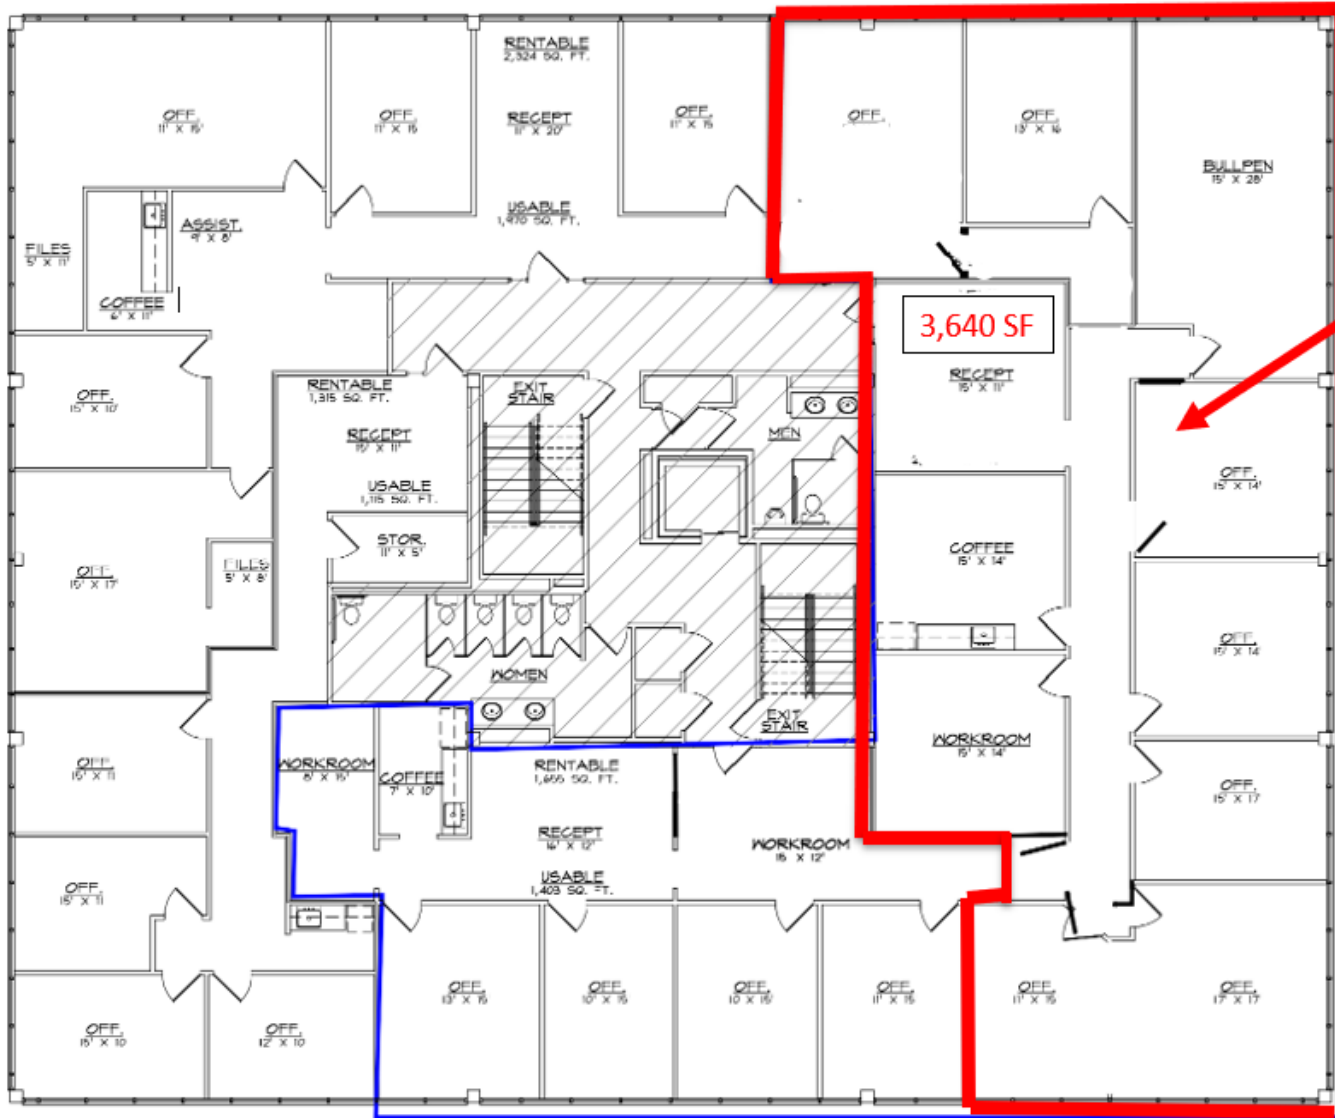 RENTABLE
2,324 SQ. FT.
OFF.
11' X 15'
OFF.
11' X 15
RECEPT
11' X 20'
OFF.
11' X 15
OFF.
OFF.
13' X 16
BULLPEN
15' X 28'
USABLE
1,970 SQ. FT.
ASSIST.
9' X 8'
FILES
5' X 11'
COFFEE
6' X 11'
3,640 SF
RECEPT
15' X 11'
RENTABLE
1,315 SQ. FT.
EXIT
STAIR
OFF.
15' X 10'
RECEPT
15' X 11'
MEN
USABLE
1,115 SQ. FT.
OFF.
15' X 14'
STOR.
11' X 5'
COFFEE
15' X 14'
OFF.
15' X 17'
FILES
5' X 8'
OFF.
15' X 14'
WOMEN
EXIT
STAIR
WORKROOM
15' X 14'
OFF.
15' X 11
WORKROOM
8' X 15'
COFFEE
7' X 10'
RENTABLE
1,655 SQ. FT.
OFF.
15' X 17
RECEPT
16' X 12'
WORKROOM
15 X 12'
USABLE
1,403 SQ. FT.
OFF.
15' X 11
OFF.
13' X 15
OFF.
10' X 15
OFF.
10 X 15'
OFF.
11' X 15
OFF.
11' X 15
OFF.
17' X 17'
OFF.
15' X 10
OFF.
12' X 10